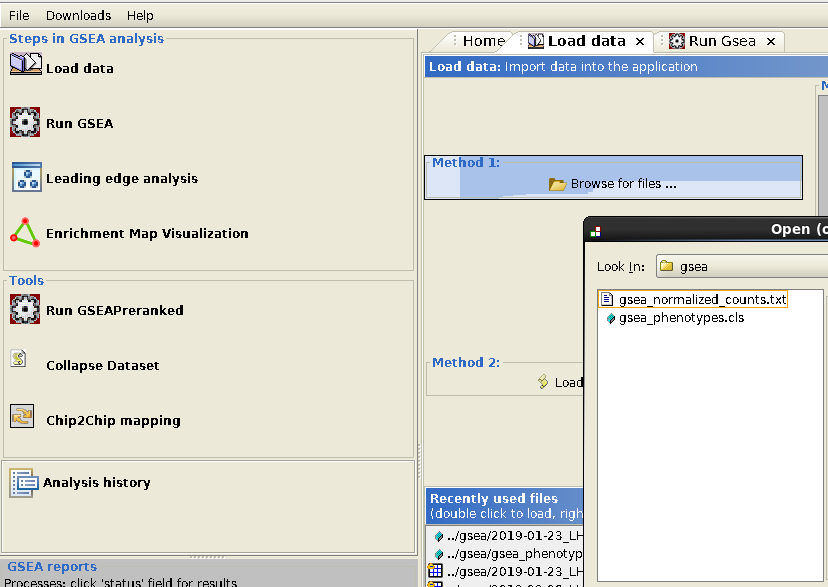 File Downloads Help
Steps in GSEA analysis
Load data
Run GSEA
Leading edge analysis
Enrichment Map Visualization
Tools
Run GSEAPreranked
Collapse Dataset
Chip2Chip mapping
Analysis history
GSEA reports
Processes: click 'status' field for results
Home Load data × Run Gsea ×
Load data: Import data into the application
Method 1:
Browse for files ...
Method 2:
Load
Recently used files
(double click to load, righ
../gsea/2019-01-23_LH
../gsea/gsea_phenotyp
../gsea/2019-01-23_LH
Open (c
Look In: gsea
gsea_normalized_counts.txt
gsea_phenotypes.cls